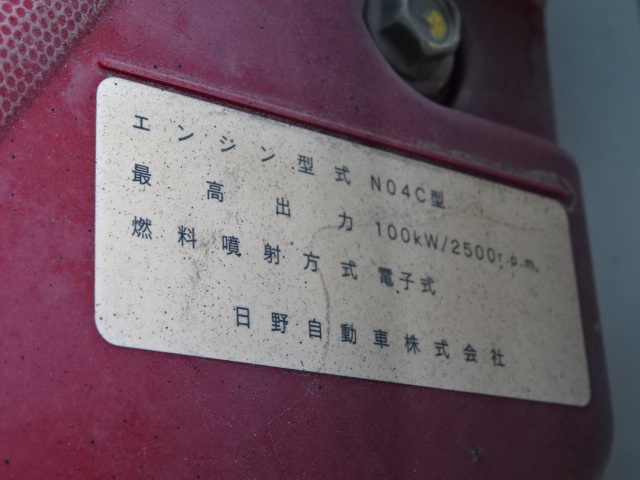 エンジン型式 N04C型
最高出力 100kW/2500r.p.m.
燃料噴射方式 電子式
日野自動車株式会社